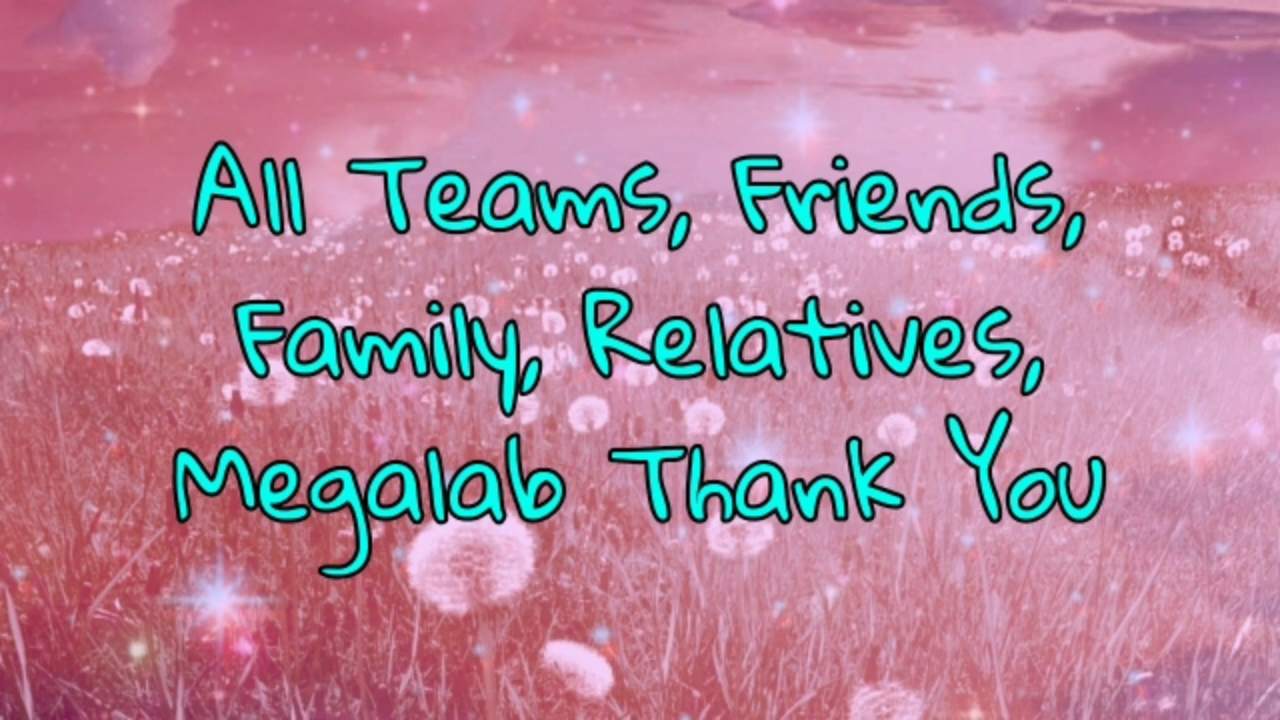 All Teams, Friends,
Family, Relatives,
Megalab Thank You